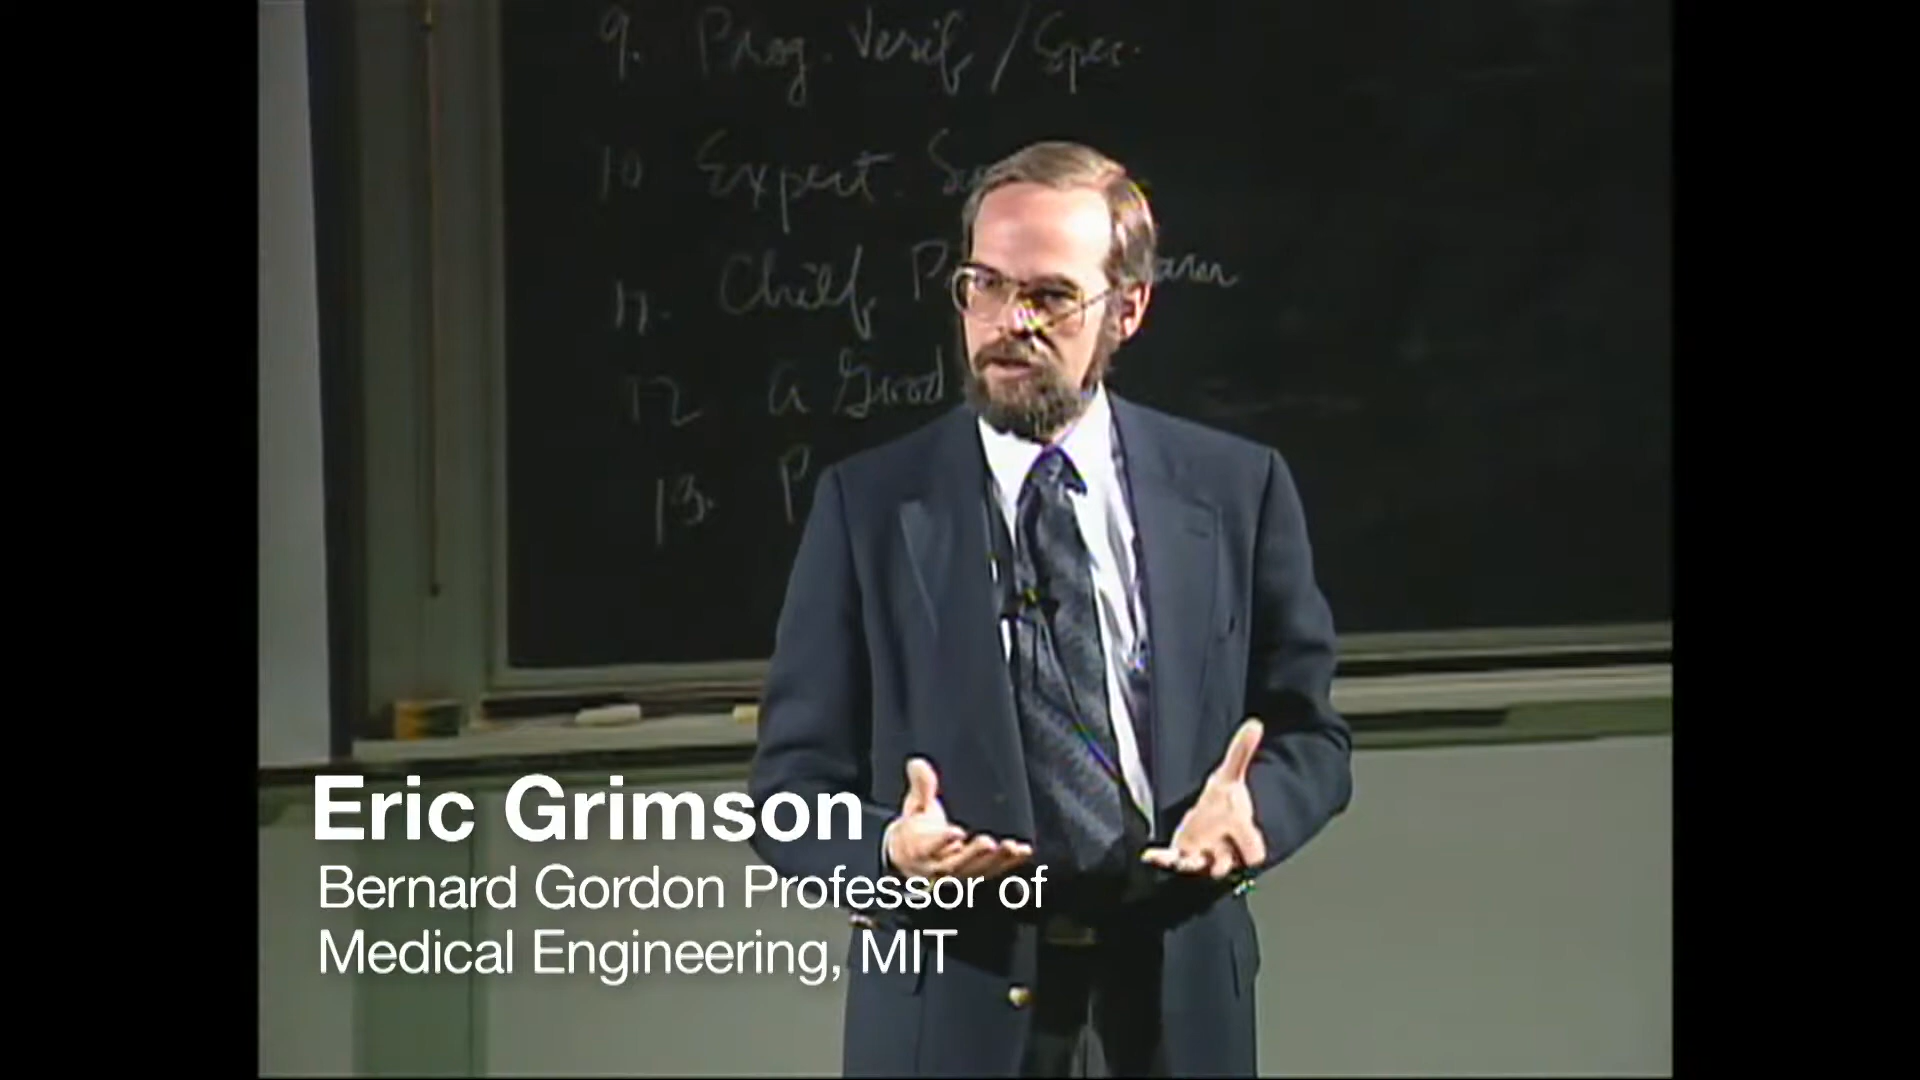 9. Prog. Verif / Spec.
10 Expert.
11. Chief
12 a Good
13. P
Eric Grimson
Bernard Gordon Professor of
Medical Engineering, MIT